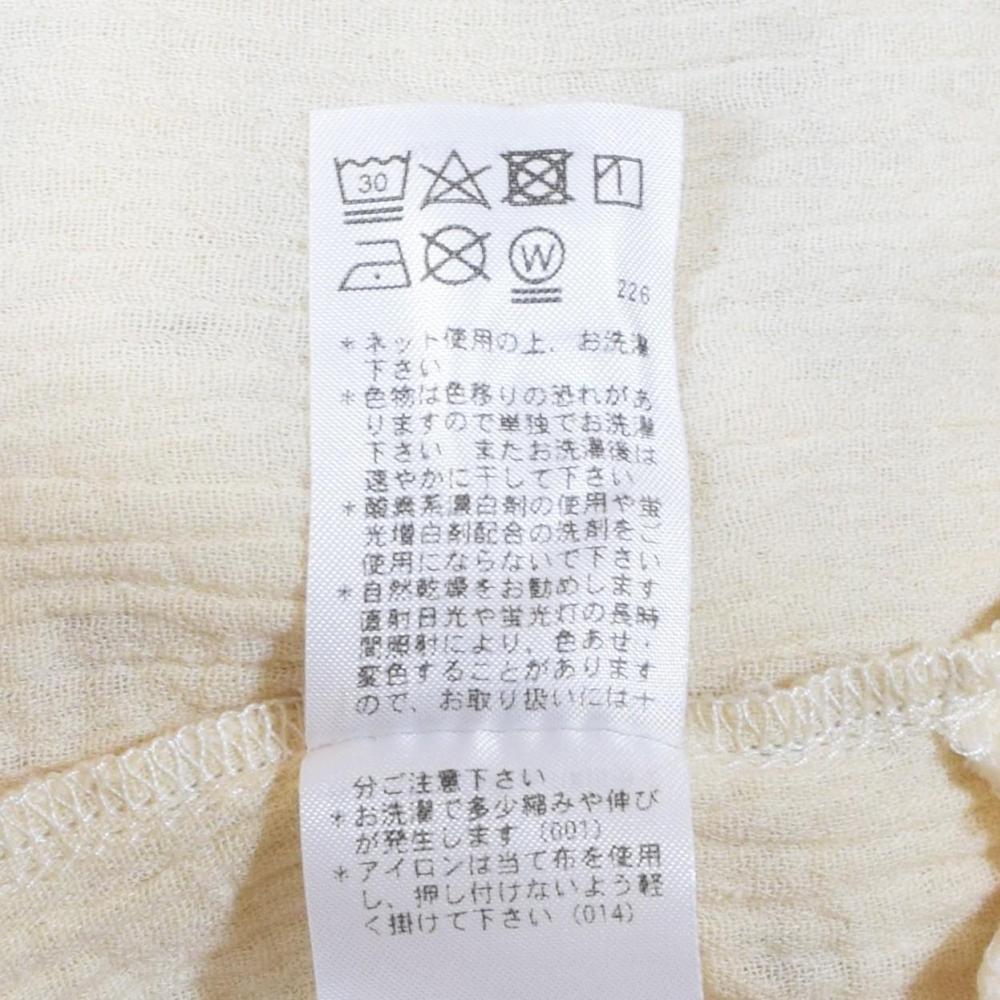 30
W
226
＊ネット使用の上、お洗濯
下さい
＊色物は色移りの恐れがあ
りますので単独でお洗濯
下さい　またお洗濯後は
速やかに干して下さい
＊酸素系漂白剤の使用や蛍
光増白剤配合の洗剤をご
使用にならないで下さい
＊自然乾燥をお勧めします
直射日光や蛍光灯の長時
間照射により、色あせ・
変色することがあります
ので、お取り扱いには十
分ご注意下さい
＊お洗濯で多少縮みや伸び
が発生します（001）
＊アイロンは当て布を使用
し、押し付けないよう軽
く掛けて下さい（014）